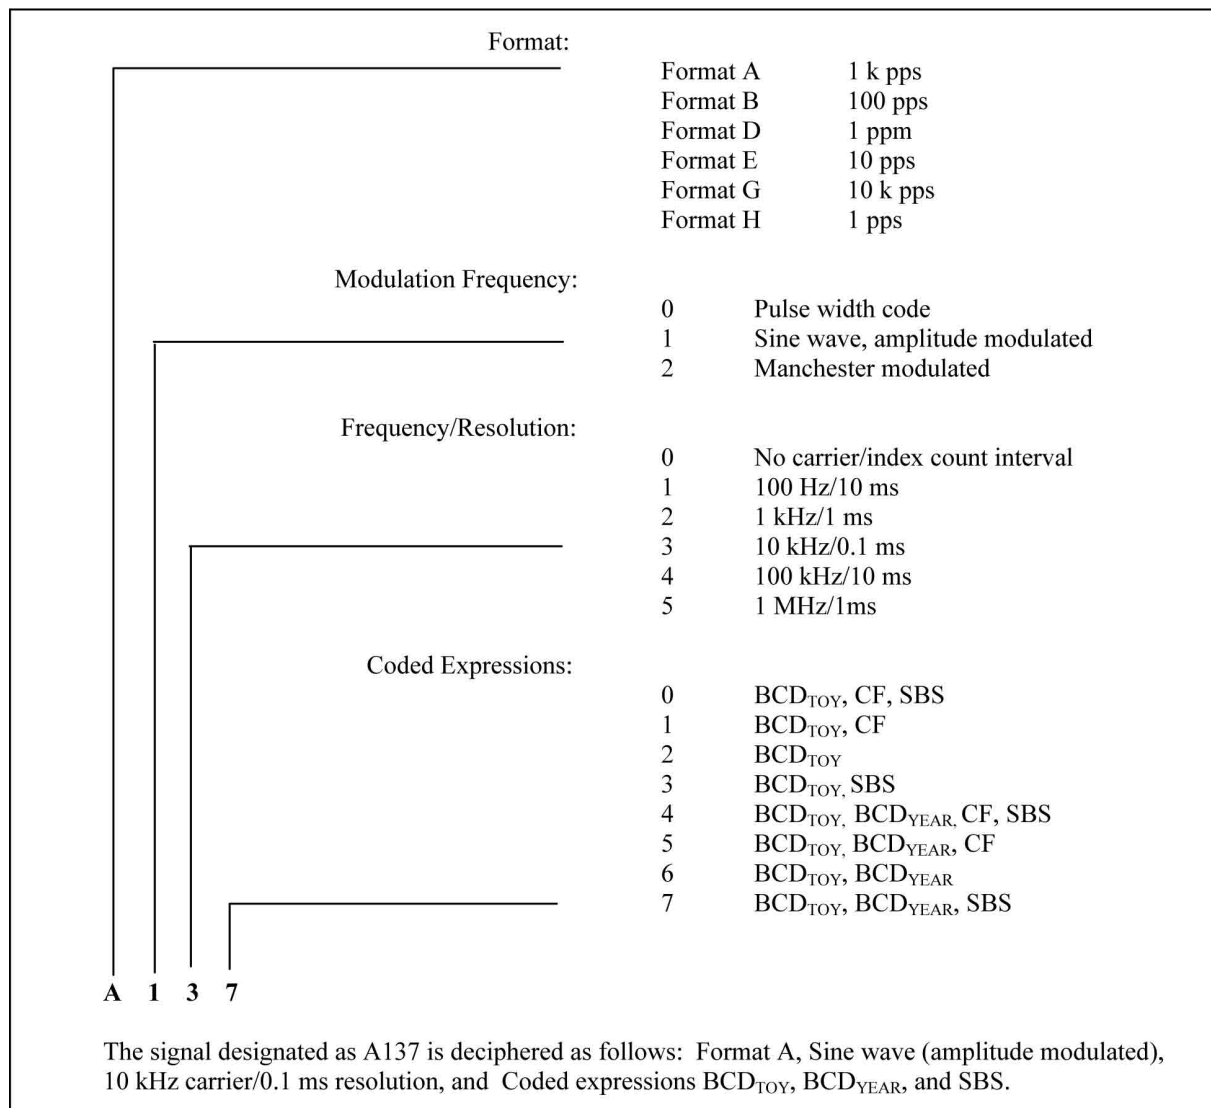 Format:
Format A 1 k pps
Format B 100 pps
Format D 1 ppm
Format E 10 pps
Format G 10 k pps
Format H 1 pps
Modulation Frequency:
0 Pulse width code
1 Sine wave, amplitude modulated
2 Manchester modulated
Frequency/Resolution:
0 No carrier/index count interval
1 100 Hz/10 ms
2 1 kHz/1 ms
3 10 kHz/0.1 ms
4 100 kHz/10 ms
5 1 MHz/1ms
Coded Expressions:
0 BCDTOY, CF, SBS
1 BCDTOY, CF
2 BCDTOY
3 BCDTOY, SBS
4 BCDTOY, BCDYEAR, CF, SBS
5 BCDTOY, BCDYEAR, CF
6 BCDTOY, BCDYEAR
7 BCDTOY, BCDYEAR, SBS
A 1 3 7
The signal designated as A137 is deciphered as follows: Format A, Sine wave (amplitude modulated),
10 kHz carrier/0.1 ms resolution, and Coded expressions BCDTOY, BCDYEAR, and SBS.